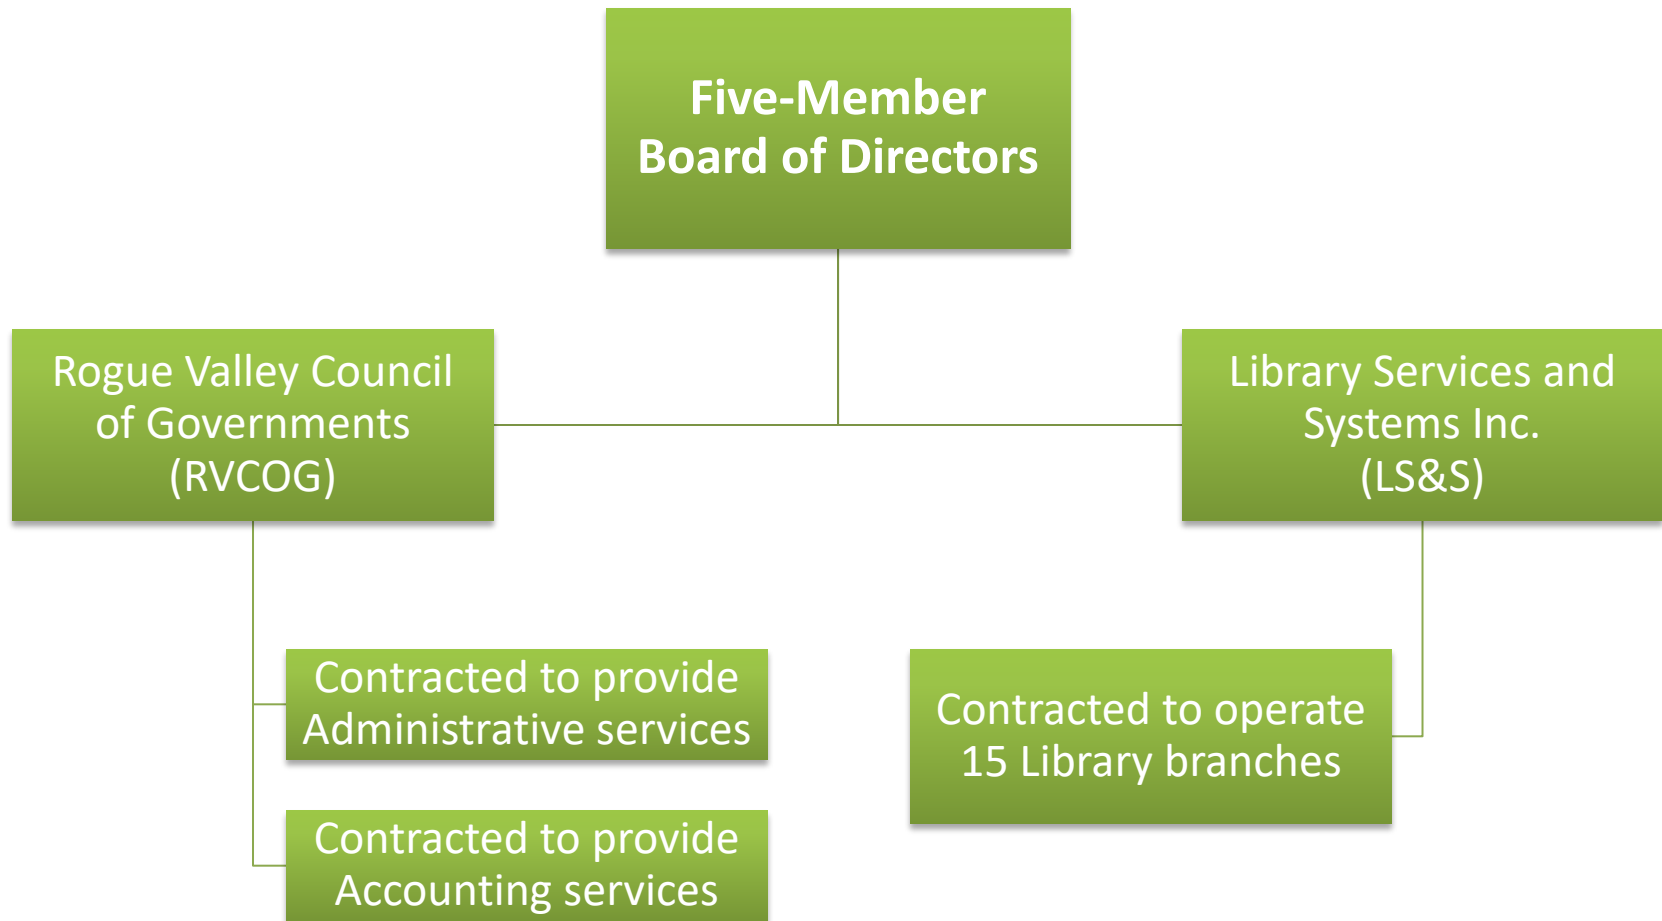 Five-Member
Board of Directors
Rogue Valley Council
of Governments
(RVCOG)
Library Services and
Systems Inc.
(LS&S)
Contracted to provide
Administrative services
Contracted to provide
Accounting services
Contracted to operate
15 Library branches